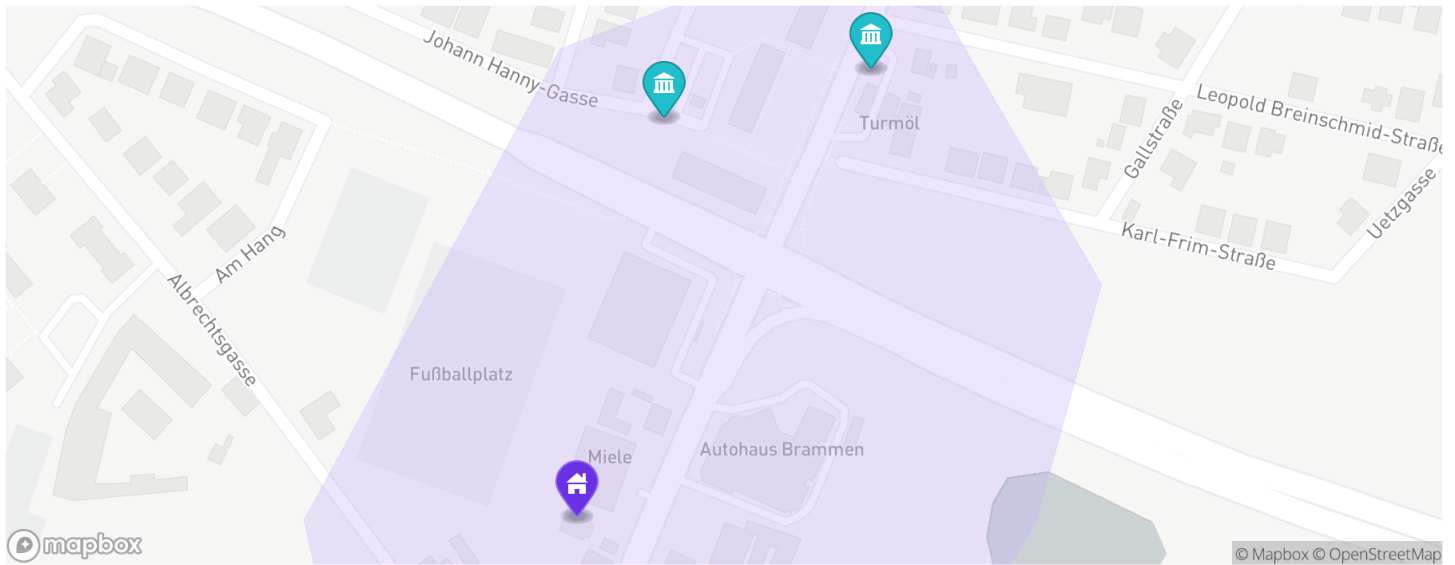 Johann Hanny-Gasse
Turmöl
Leopold Breinschmid-Straße
Gallstraße
Uetzgasse
Karl-Frim-Straße
Am Hang
Albrechtsgasse
Fußballplatz
Miele
Autohaus Brammen
mapbox
© Mapbox © OpenStreetMap